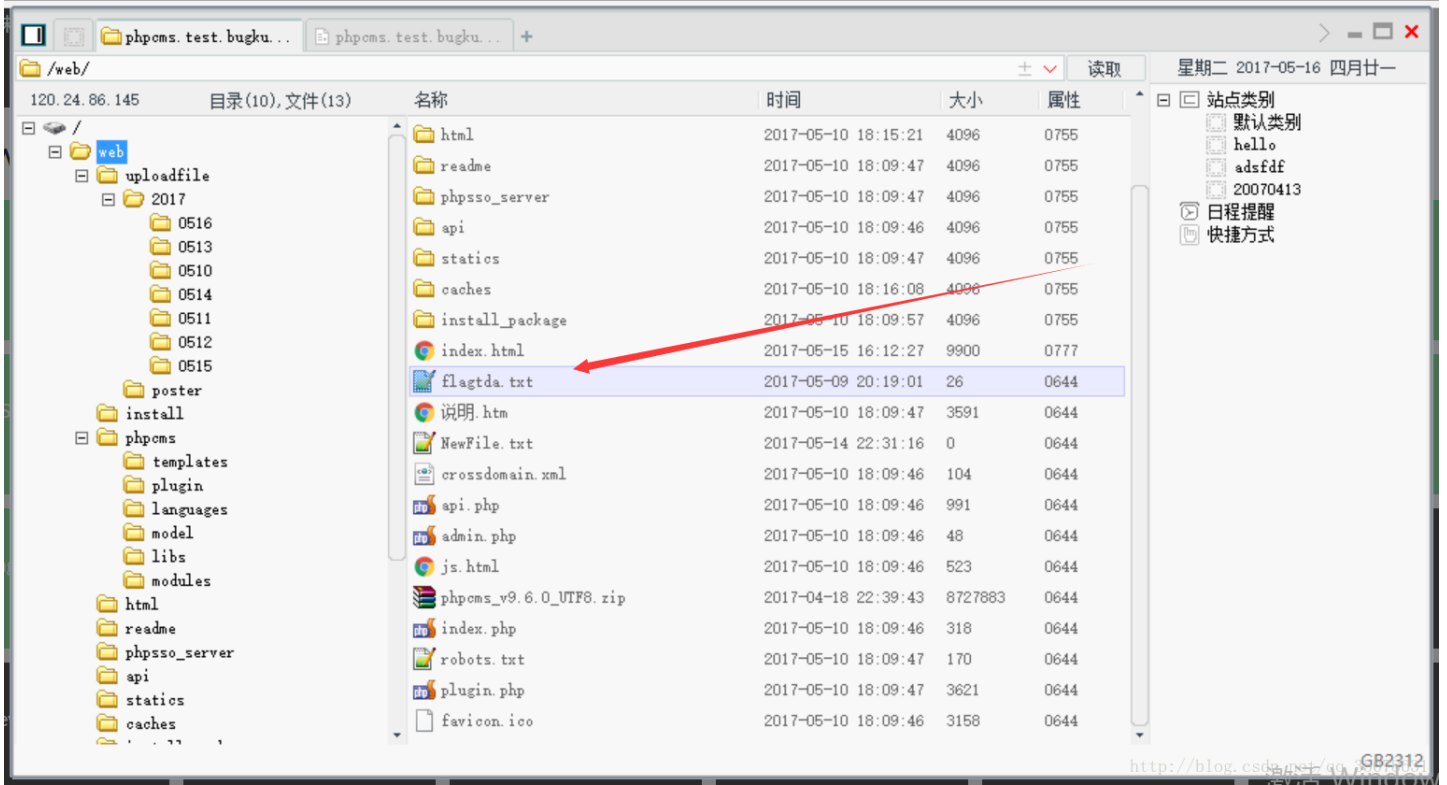 phpcms.test.bugku... phpcms.test.bugku... +
/web/ 读取 星期二 2017-05-16 四月廿一
120.24.86.145 目录(10),文件(13) 名称 时间 大小 属性
/
web
uploadfile
2017
0516
0513
0510
0514
0511
0512
0515
poster
install
phpcms
templates
plugin
languages
model
libs
modules
html
readme
phpsso_server
api
statics
caches
html 2017-05-10 18:15:21 4096 0755
readme 2017-05-10 18:09:47 4096 0755
phpsso_server 2017-05-10 18:09:47 4096 0755
api 2017-05-10 18:09:46 4096 0755
statics 2017-05-10 18:09:47 4096 0755
caches 2017-05-10 18:16:08 4096 0755
install_package 2017-05-10 18:09:57 4096 0755
index.html 2017-05-15 16:12:27 9900 0777
flagtda.txt 2017-05-09 20:19:01 26 0644
说明.htm 2017-05-10 18:09:47 3591 0644
NewFile.txt 2017-05-14 22:31:16 0 0644
crossdomain.xml 2017-05-10 18:09:46 104 0644
api.php 2017-05-10 18:09:46 991 0644
admin.php 2017-05-10 18:09:46 48 0644
js.html 2017-05-10 18:09:46 523 0644
phpcms_v9.6.0_UTF8.zip 2017-04-18 22:39:43 8727883 0644
index.php 2017-05-10 18:09:46 318 0644
robots.txt 2017-05-10 18:09:47 170 0644
plugin.php 2017-05-10 18:09:47 3621 0644
favicon.ico 2017-05-10 18:09:46 3158 0644
站点类别
默认类别
hello
adsfdf
20070413
日程提醒
快捷方式
GB2312